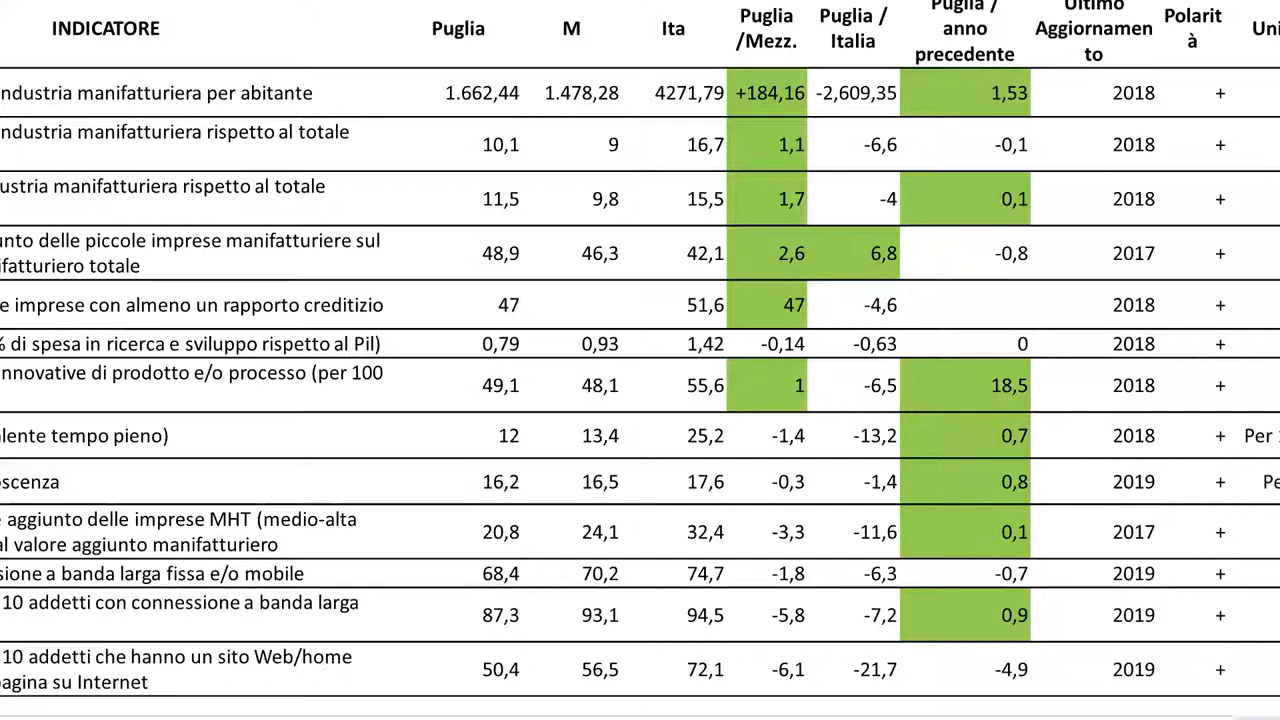 INDICATORE Puglia M Ita Puglia /Mezz. Puglia / Italia Puglia / anno precedente Ultimo Aggiornamen to Polarit à
industria manifatturiera per abitante 1.662,44 1.478,28 4271,79 +184,16 -2,609,35 1,53 2018 +
industria manifatturiera rispetto al totale
10,1 9 16,7 1,1 -6,6 -0,1 2018 +
ustria manifatturiera rispetto al totale
11,5 9,8 15,5 1,7 -4 0,1 2018 +
unto delle piccole imprese manifatturiere sul
ifatturiero totale
48,9 46,3 42,1 2,6 6,8 -0,8 2017 +
e imprese con almeno un rapporto creditizio 47 51,6 47 -4,6 2018 +
% di spesa in ricerca e sviluppo rispetto al Pil) 0,79 0,93 1,42 -0,14 -0,63 0 2018 +
innovative di prodotto e/o processo (per 100
49,1 48,1 55,6 1 -6,5 18,5 2018 +
alente tempo pieno) 12 13,4 25,2 -1,4 -13,2 0,7 2018 + Per
oscenza 16,2 16,5 17,6 -0,3 -1,4 0,8 2019 + Pe
e aggiunto delle imprese MHT (medio-alta
al valore aggiunto manifatturiero
20,8 24,1 32,4 -3,3 -11,6 0,1 2017 +
sione a banda larga fissa e/o mobile 68,4 70,2 74,7 -1,8 -6,3 -0,7 2019 +
10 addetti con connessione a banda larga
87,3 93,1 94,5 -5,8 -7,2 0,9 2019 +
10 addetti che hanno un sito Web/home
pagina su Internet
50,4 56,5 72,1 -6,1 -21,7 -4,9 2019 +